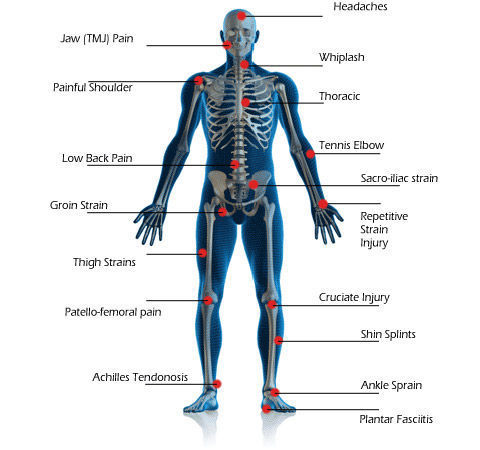 Headaches
Jaw (TMJ) Pain
Whiplash
Painful Shoulder
Thoracic
Tennis Elbow
Low Back Pain
Sacro-iliac strain
Groin Strain
Repetitive
Strain
Injury
Thigh Strains
Cruciate Injury
Patello-femoral pain
Shin Splints
Achilles Tendonosis
Ankle Sprain
Plantar Fasciitis